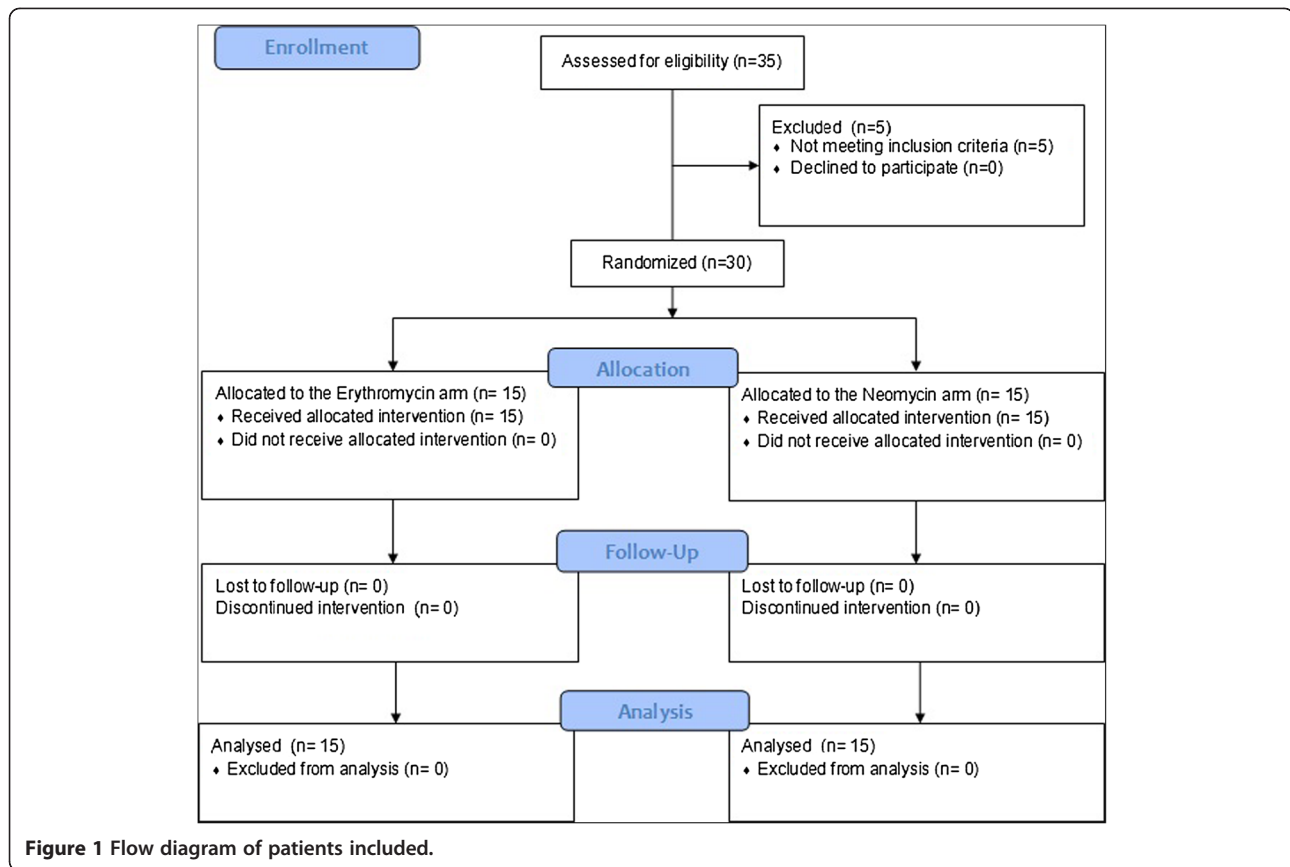 Enrollment
Assessed for eligibility (n=35)
Excluded (n=5)
♦ Not meeting inclusion criteria (n=5)
♦ Declined to participate (n=0)
Randomized (n=30)
Allocation
Allocated to the Erythromycin arm (n= 15)
♦ Received allocated intervention (n= 15)
♦ Did not receive allocated intervention (n= 0)
Allocated to the Neomycin arm (n= 15)
♦ Received allocated intervention (n= 15)
♦ Did not receive allocated intervention (n= 0)
Follow-Up
Lost to follow-up (n= 0)
Discontinued intervention (n= 0)
Lost to follow-up (n= 0)
Discontinued intervention (n= 0)
Analysis
Analysed (n= 15)
♦ Excluded from analysis (n= 0)
Analysed (n= 15)
♦ Excluded from analysis (n= 0)
Figure 1 Flow diagram of patients included.